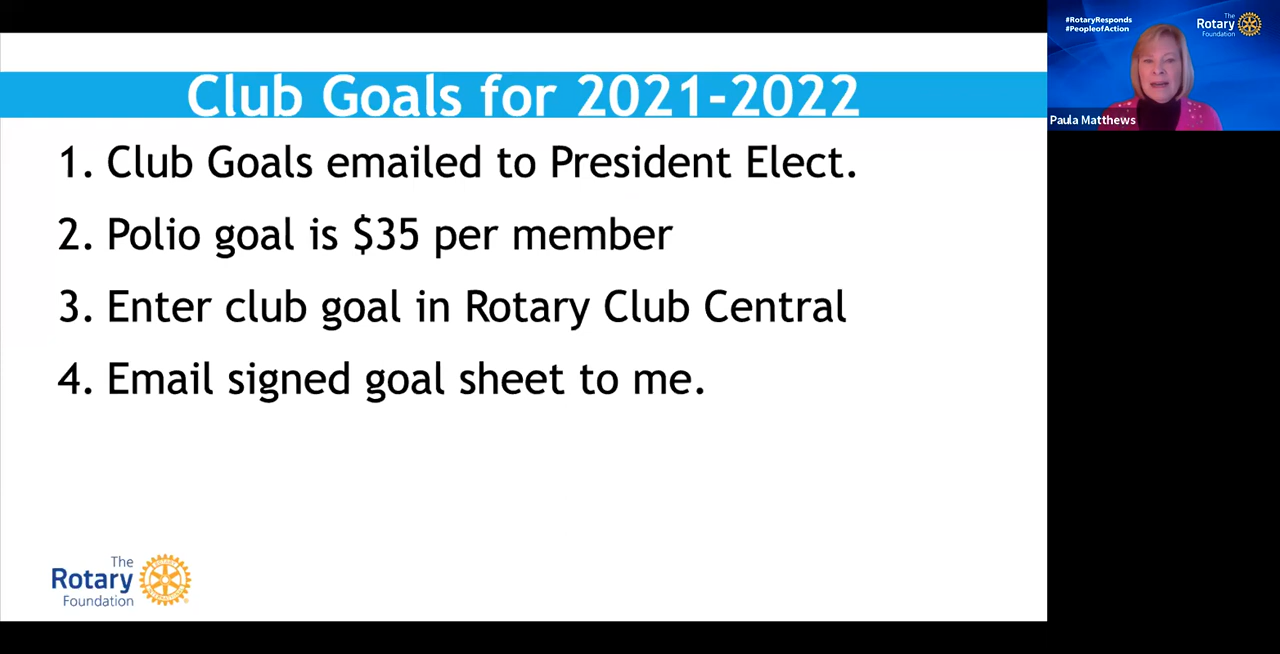 Club Goals for 2021-2022
1. Club Goals emailed to President Elect.
2. Polio goal is $35 per member
3. Enter club goal in Rotary Club Central
4. Email signed goal sheet to me.
The
Rotary
Foundation
#RotaryResponds
#PeopleofAction
The
Rotary
Foundation
Paula Matthews